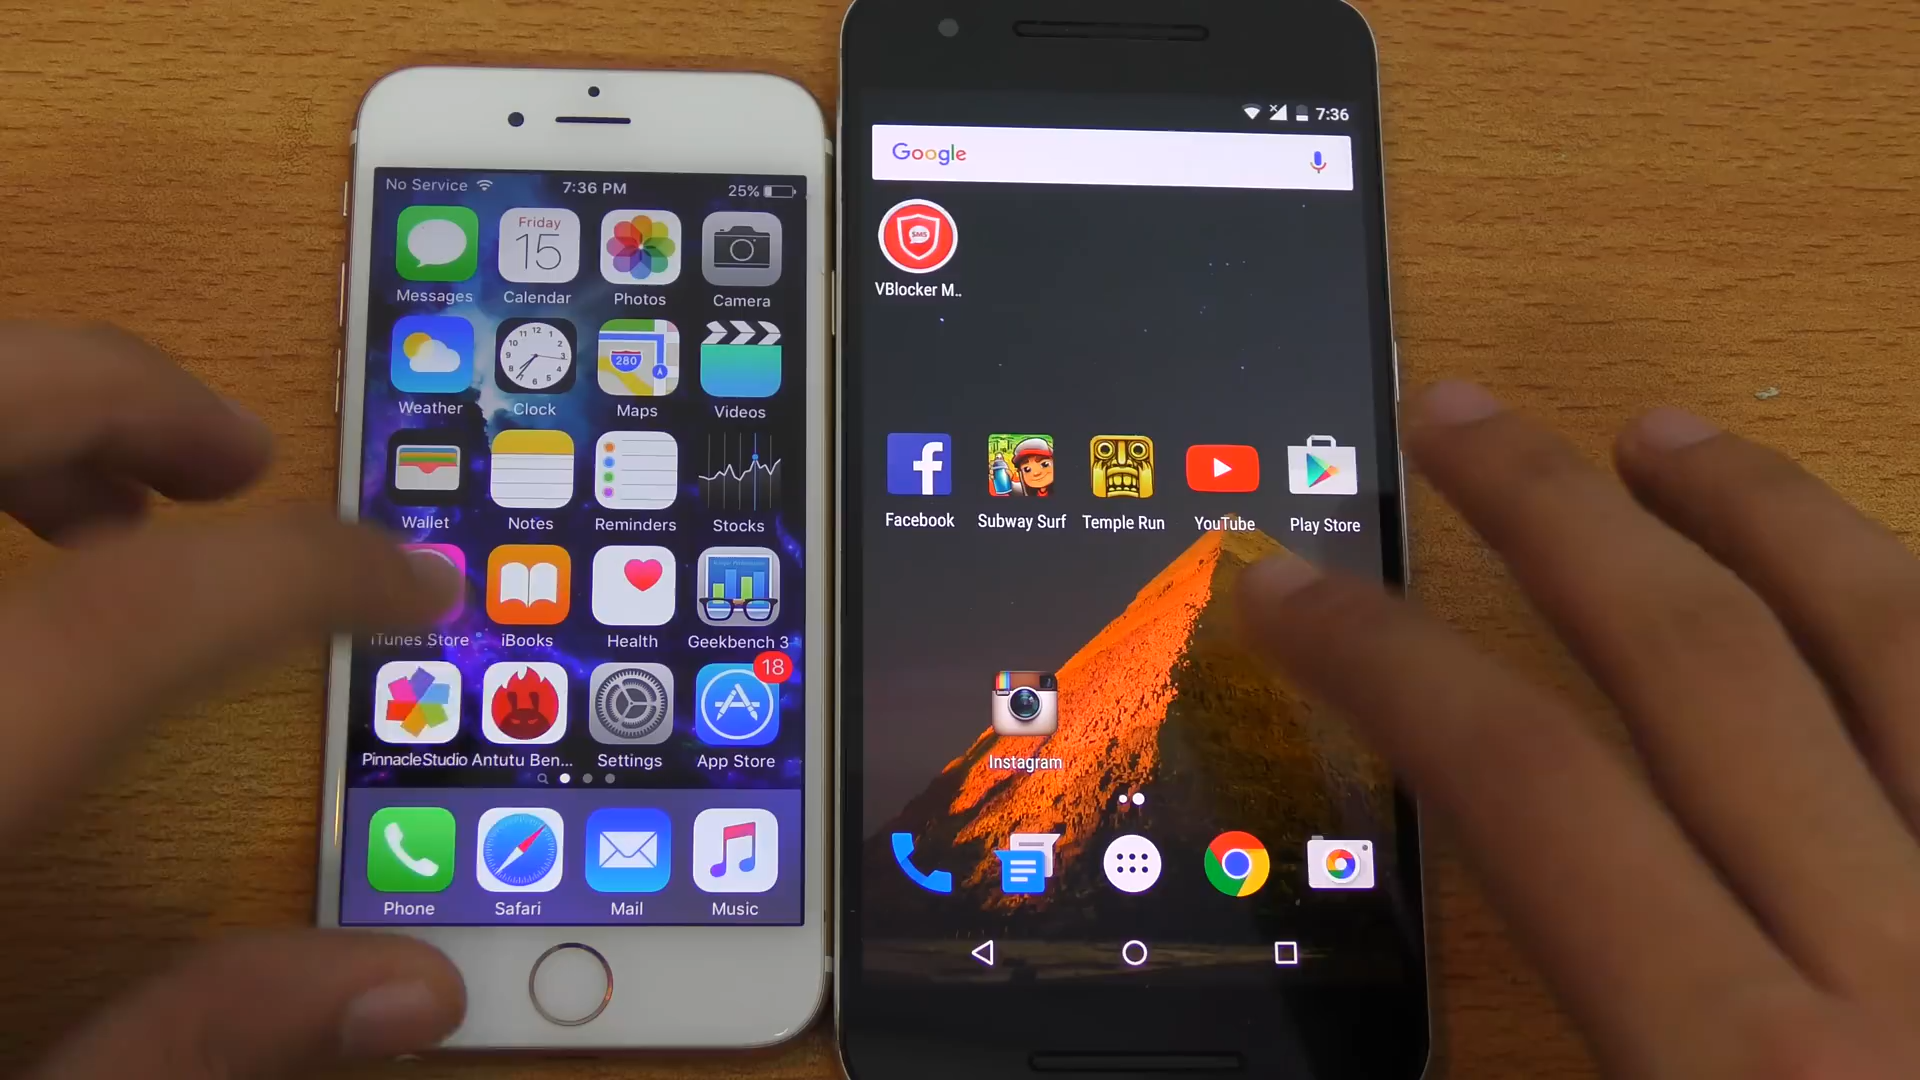 No Service 7:36 PM 25%
Friday
15
Messages Calendar Photos Camera
280
Weather Clock Maps Videos
Wallet Notes Reminders Stocks
iTunes Store iBooks Health Geekbench 3
18
PinnacleStudio Antutu Ben... Settings App Store
Phone Safari Mail Music
7:36
Google
SMS
VBlocker M..
Facebook Subway Surf Temple Run YouTube Play Store
Instagram